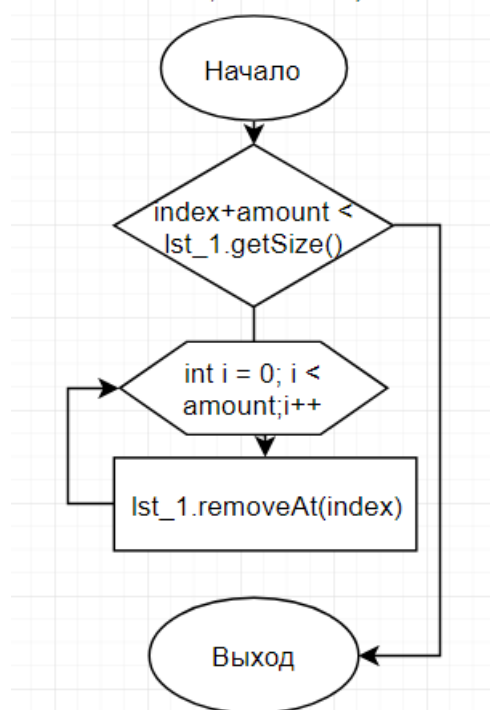 Начало
index+amount <
lst_1.getSize()
int i = 0; i <
amount;i++
lst_1.removeAt(index)
Выход